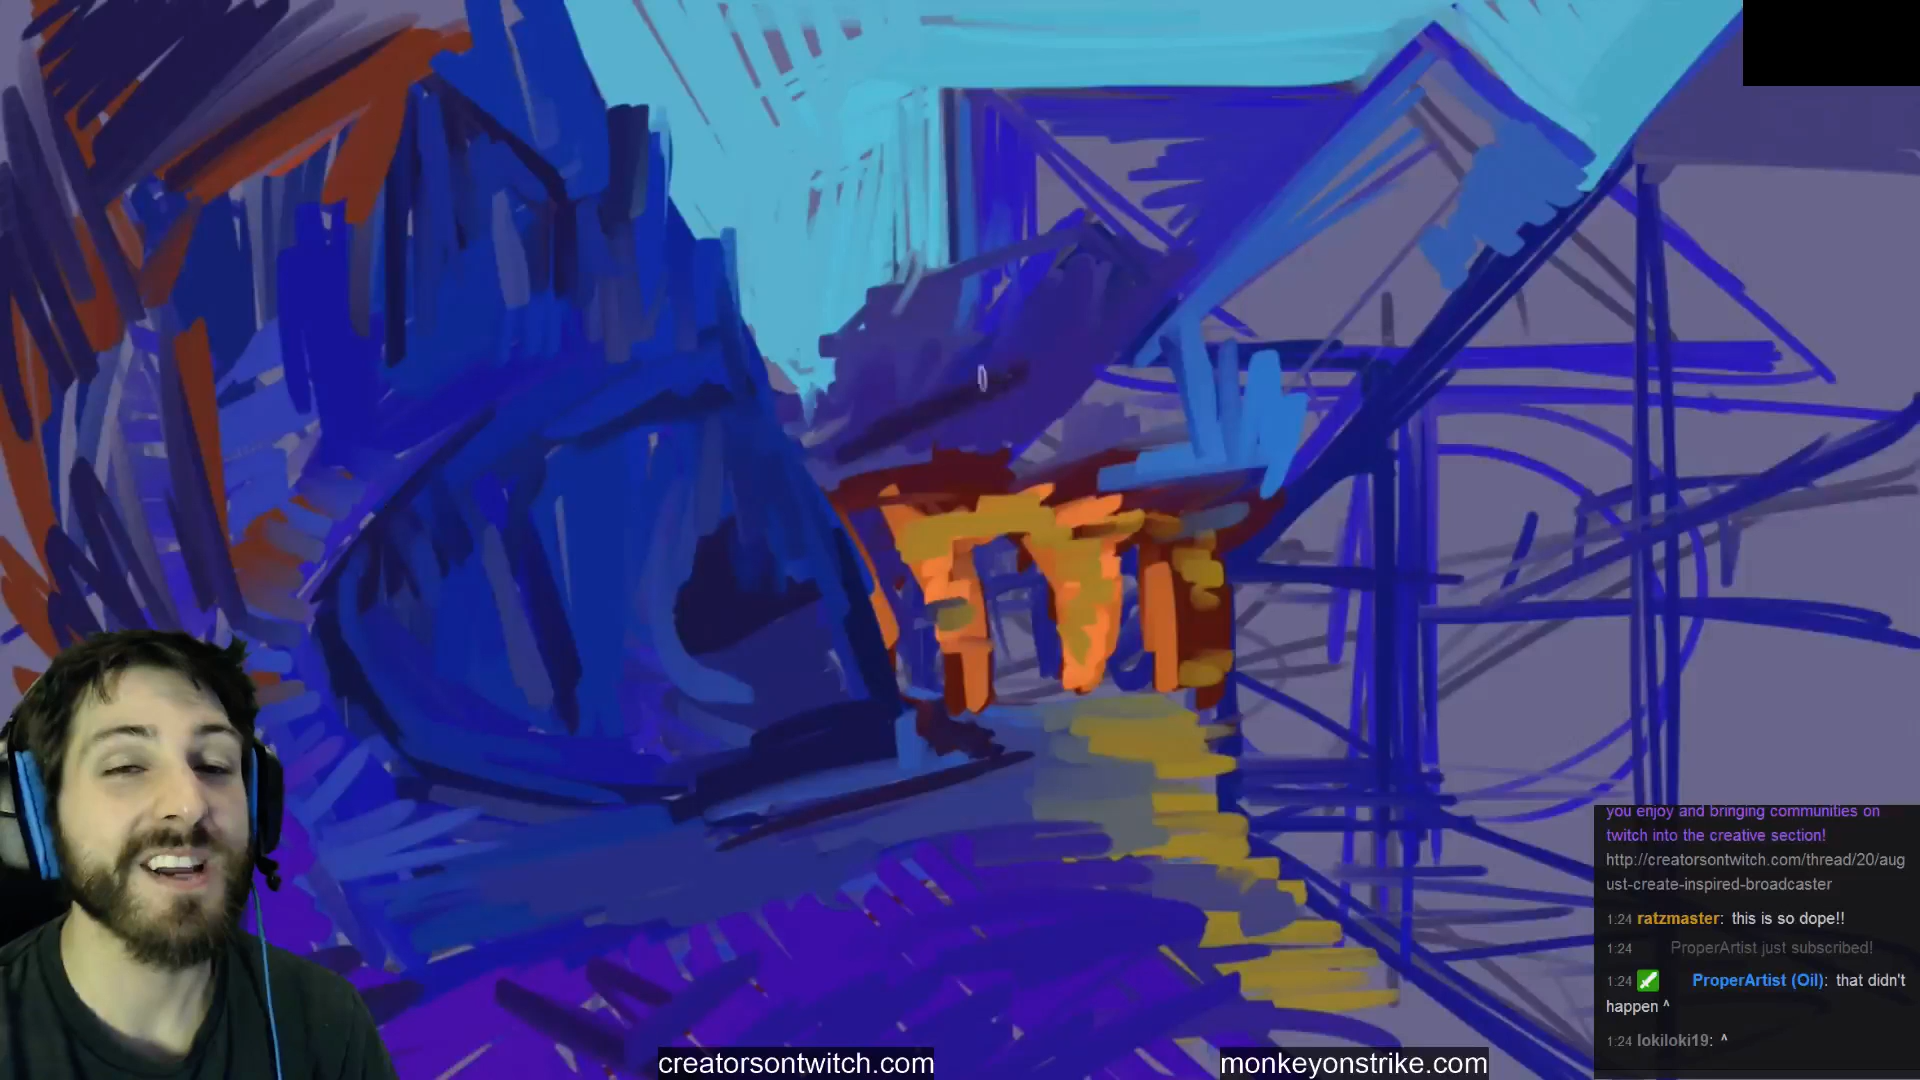 you enjoy and bringing communities on
twitch into the creative section!
http://creatorsontwitch.com/thread/20/aug
ust-create-inspired-broadcaster
1:24 ratzmaster: this is so dope!!
1:24 ProperArtist just subscribed!
1:24 ProperArtist (Oil): that didn't
happen ^
1:24 lokiloki19: ^
creatorsontwitch.com
monkeyonstrike.com